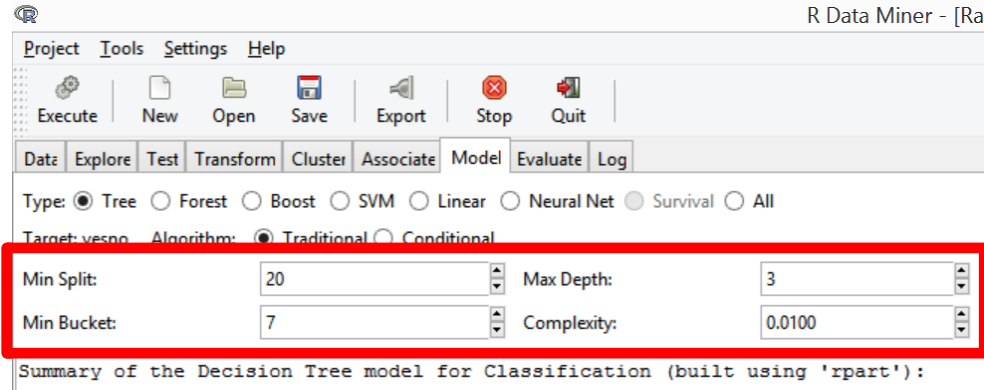 R Data Miner - [Ra
Project Tools Settings Help
Execute New Open Save Export Stop Quit
Data Explore Test Transform Cluster Associate Model Evaluate Log
Type: Tree Forest Boost SVM Linear Neural Net Survival All
Target: yesno Algorithm: Traditional Conditional
Min Split: 20 Max Depth: 3
Min Bucket: 7 Complexity: 0.0100
Summary of the Decision Tree model for Classification (built using 'rpart'):